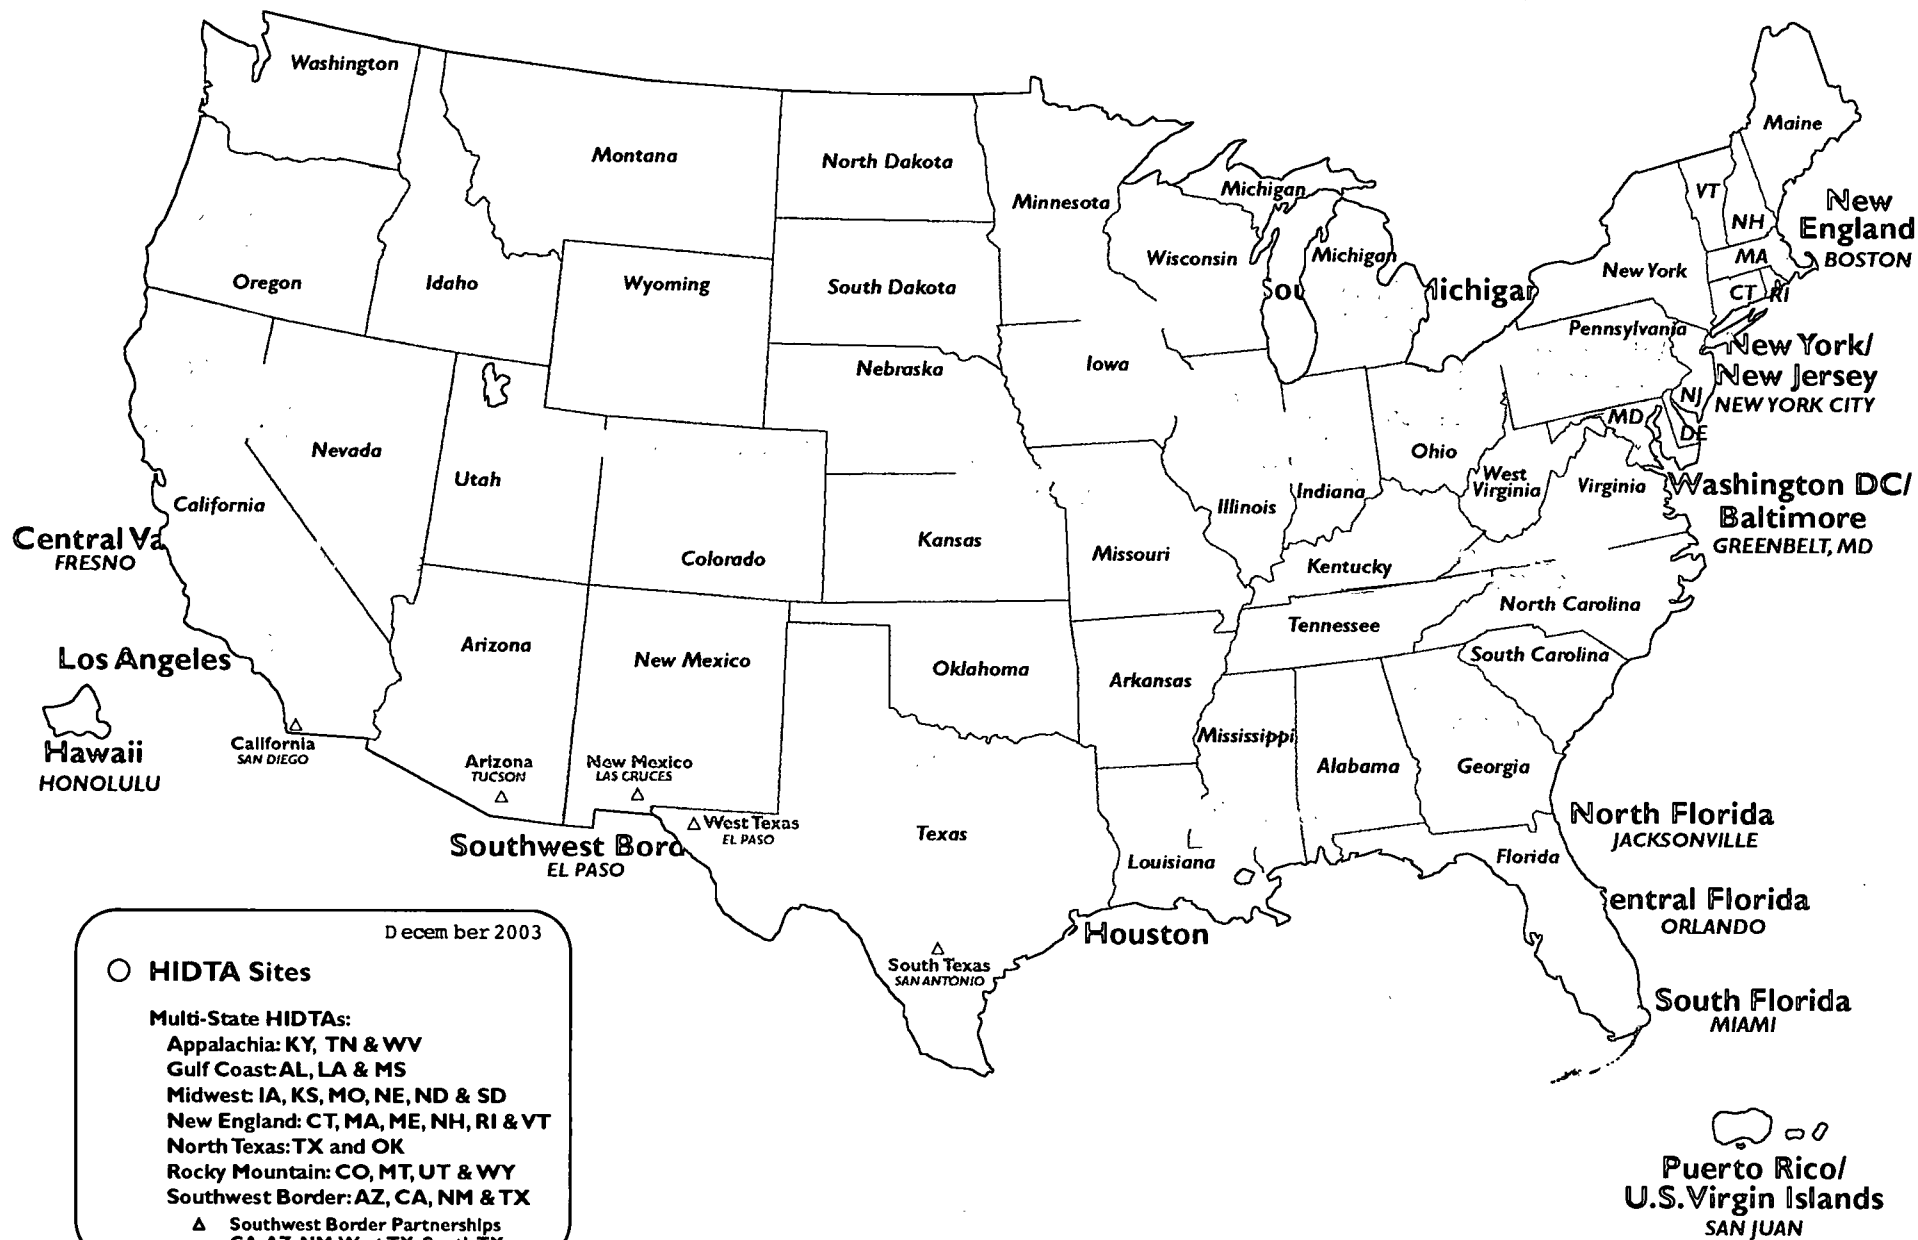 Washington
Montana
North Dakota
Minnesota
Michigan
Maine
VT
NH
New
England
BOSTON
MA
CT
RI
Oregon
Idaho
Wyoming
South Dakota
Wisconsin
Michigan
New York
Pennsylvania
New York/
New Jersey
NEW YORK CITY
NJ
MD
DE
Nebraska
Iowa
Nevada
Utah
California
Central Va
FRESNO
Colorado
Kansas
Missouri
Illinois
Indiana
Ohio
West
Virginia
Virginia
Washington DC/
Baltimore
GREENBELT, MD
Kentucky
North Carolina
Tennessee
South Carolina
Los Angeles
Arizona
New Mexico
Oklahoma
Arkansas
Mississippi
Alabama
Georgia
Hawaii
HONOLULU
California
SAN DIEGO
Arizona
TUCSON
New Mexico
LAS CRUCES
West Texas
EL PASO
Southwest Bord
EL PASO
Texas
Louisiana
Florida
North Florida
JACKSONVILLE
entral Florida
ORLANDO
Houston
South Texas
SAN ANTONIO
South Florida
MIAMI
Puerto Rico/
U.S. Virgin Islands
SAN JUAN
December 2003
HIDTA Sites
Multi-State HIDTAs:
Appalachia: KY, TN & WV
Gulf Coast: AL, LA & MS
Midwest: IA, KS, MO, NE, ND & SD
New England: CT, MA, ME, NH, RI & VT
North Texas: TX and OK
Rocky Mountain: CO, MT, UT & WY
Southwest Border: AZ, CA, NM & TX
Southwest Border Partnerships